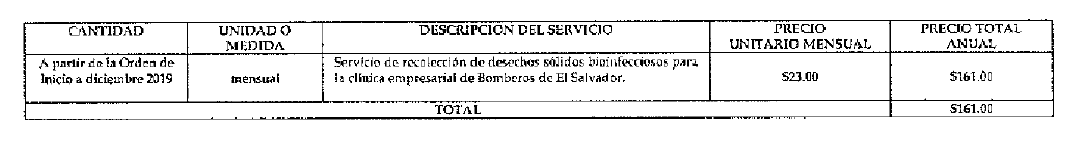 CANTIDAD UNIDAD O MEDIDA DESCRIPCION DEL SERVICIO PRECIO UNITARIO MENSUAL PRECIO TOTAL ANUAL
A partir de la Orden de Inicio a diciembre 2019 mensual Servicio de recolección de desechos sólidos bioinfecciosos para la clínica empresarial de Bomberos de El Salvador. $23.00 $161.00
TOTAL $161.00